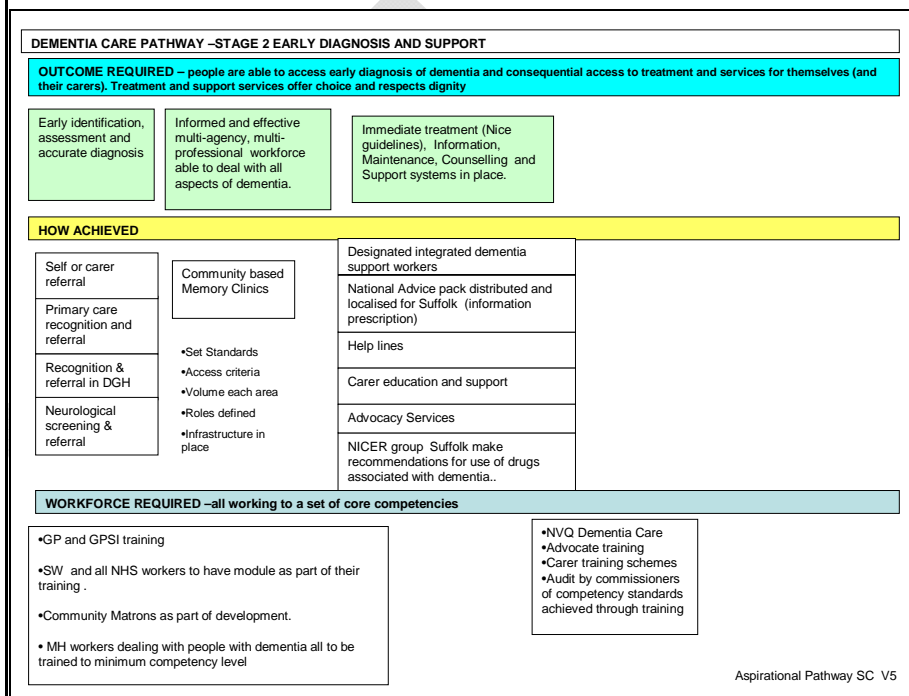 DEMENTIA CARE PATHWAY –STAGE 2 EARLY DIAGNOSIS AND SUPPORT
OUTCOME REQUIRED – people are able to access early diagnosis of dementia and consequential access to treatment and services for themselves (and
their carers). Treatment and support services offer choice and respects dignity
Early identification,
assessment and
accurate diagnosis
Informed and effective
multi-agency, multi-
professional workforce
able to deal with all
aspects of dementia.
Immediate treatment (Nice
guidelines), Information,
Maintenance, Counselling and
Support systems in place.
HOW ACHIEVED
Self or carer
referral
Primary care
recognition and
referral
Recognition &
referral in DGH
Neurological
screening &
referral
Community based
Memory Clinics
•Set Standards
•Access criteria
•Volume each area
•Roles defined
•Infrastructure in
place
Designated integrated dementia
support workers
National Advice pack distributed and
localised for Suffolk (information
prescription)
Help lines
Carer education and support
Advocacy Services
NICER group Suffolk make
recommendations for use of drugs
associated with dementia..
WORKFORCE REQUIRED –all working to a set of core competencies
•GP and GPSI training
•SW and all NHS workers to have module as part of their
training .
•Community Matrons as part of development.
• MH workers dealing with people with dementia all to be
trained to minimum competency level
•NVQ Dementia Care
•Advocate training
•Carer training schemes
•Audit by commissioners
of competency standards
achieved through training
Aspirational Pathway SC V5